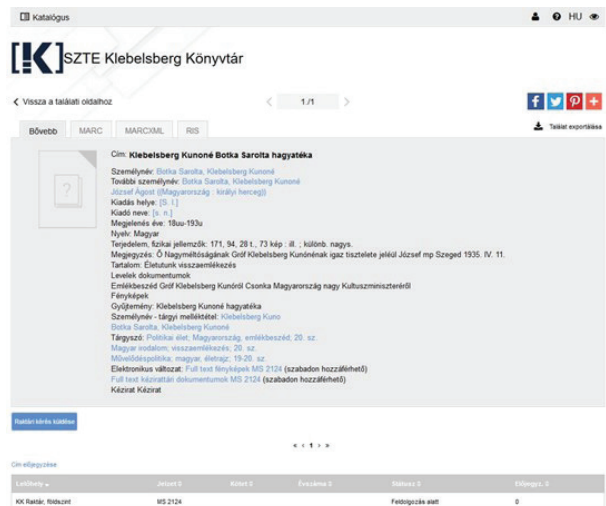 Katalógus
HU
[!K] SZTE Klebelsberg Könyvtár
Vissza a találati oldalhoz
1 /1
Bővebb MARC MARCXML RIS
Találat exportálása
Cím: Klebelsberg Kunoné Botka Sarolta hagyatéka
Személynév: Botka Sarolta, Klebelsberg Kunoné
További személynév: Botka Sarolta, Klebelsberg Kunoné
József Ágost ((Magyarország : királyi herceg))
Kiadás helye: [S. l.]
Kiadó neve: [s. n.]
Megjelenés éve: 18uu-193u
Nyelv: Magyar
Terjedelem, fizikai jellemzők: 171, 94, 28 t., 73 kép : ill. ; különb. nagys.
Megjegyzés: Ő Nagyméltóságának Gróf Klebelsberg Kunónénak igaz tisztelete jeléül József mp Szeged 1935. IV. 11.
Tartalom: Életutunk visszaemlékezés
Levelek dokumentumok
Emlékbeszéd Gróf Klebelsberg Kunóról Csonka Magyarország nagy Kultuszminiszteréről
Fényképek
Gyűjtemény: Klebelsberg Kunoné hagyatéka
Személynév - tárgyi melléktétel: Klebelsberg Kuno
Botka Sarolta, Klebelsberg Kunoné
Tárgyszó: Politikai élet; Magyarország; emlékbeszéd; 20. sz.
Magyar irodalom; visszaemlékezés; 20. sz.
Művelődéspolitika; magyar; életrajz; 19-20. sz.
Elektronikus változat: Full text fényképek MS 2124 (szabadon hozzáférhető)
Full text kézirattári dokumentumok MS 2124 (szabadon hozzáférhető)
Kézirat Kézirat
Raktári kérés küldése
« ‹ 1 › »
Cím előjegyzése
Lelőhely Jelzet Kötet Évszáma Státusz Előjegyz.
KK Raktár, földszint MS 2124 Feldolgozás alatt 0